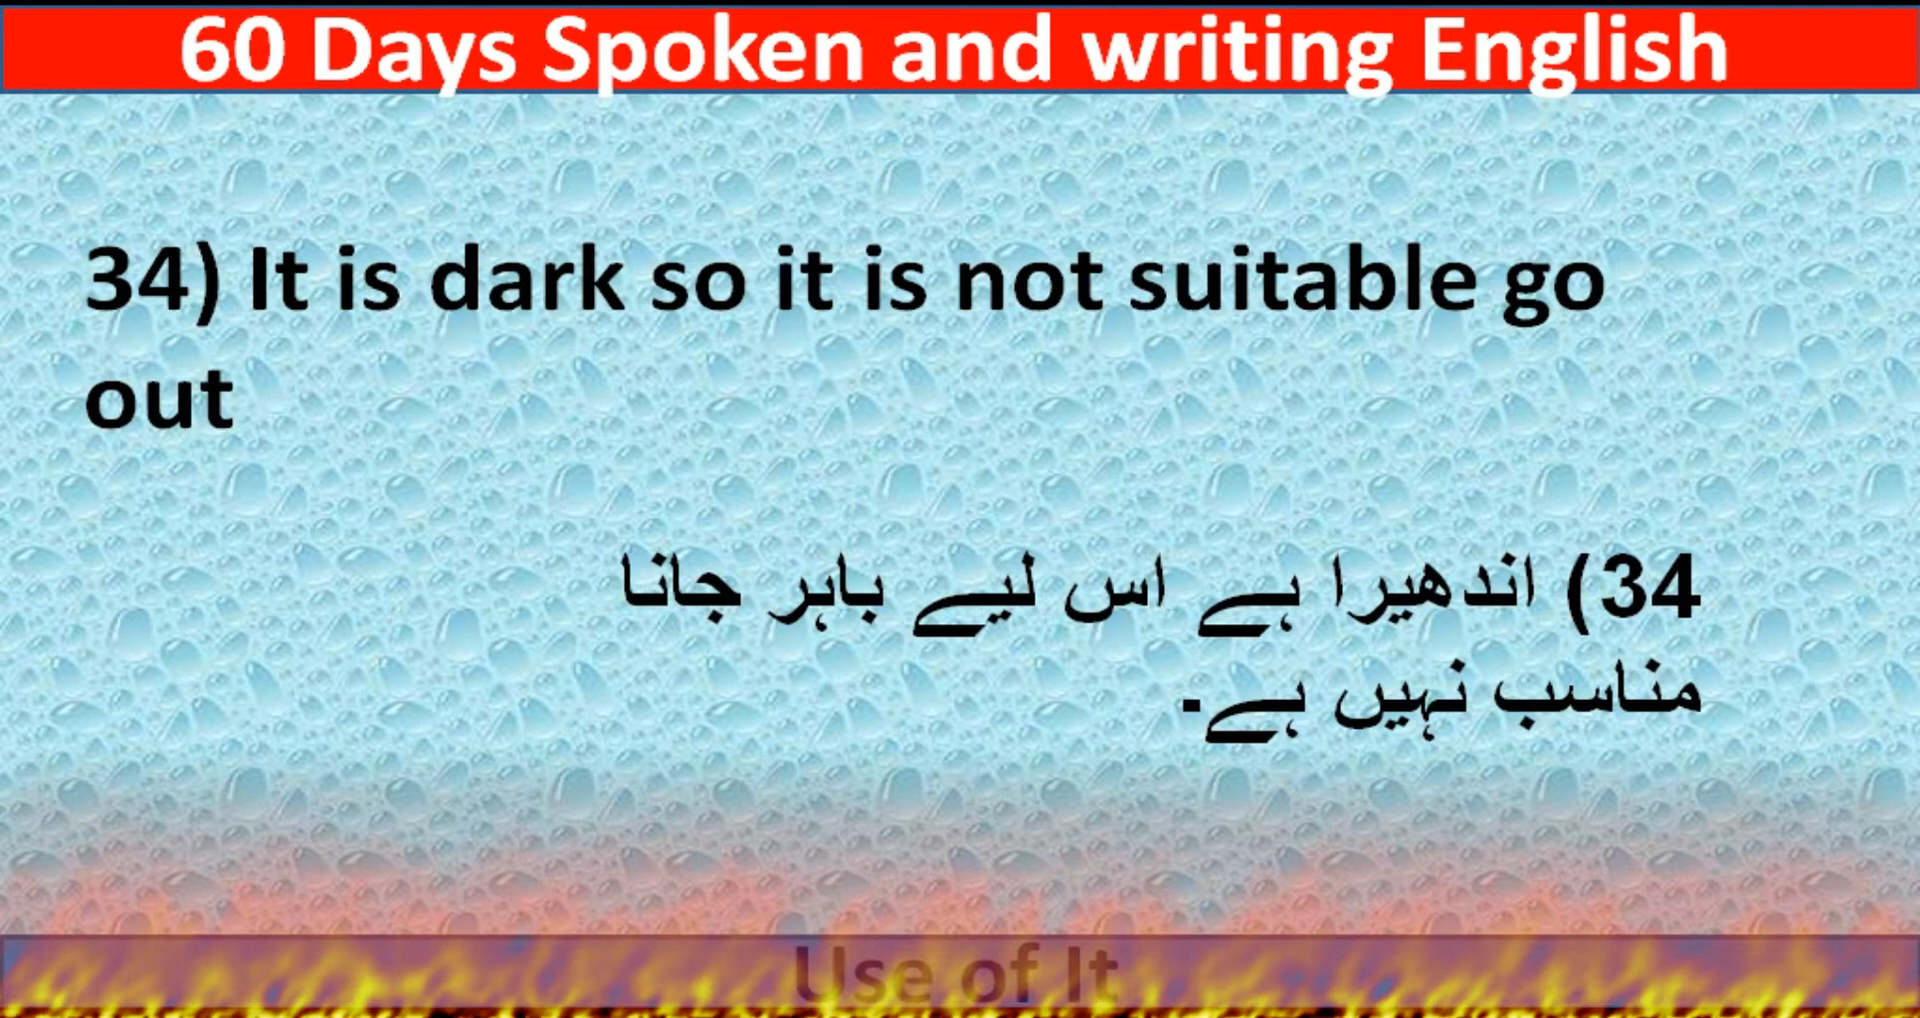 60 Days Spoken and writing English
34) It is dark so it is not suitable go
out
34) اندھیرا ہے اس لیے باہر جانا
مناسب نہیں ہے۔
Use of It